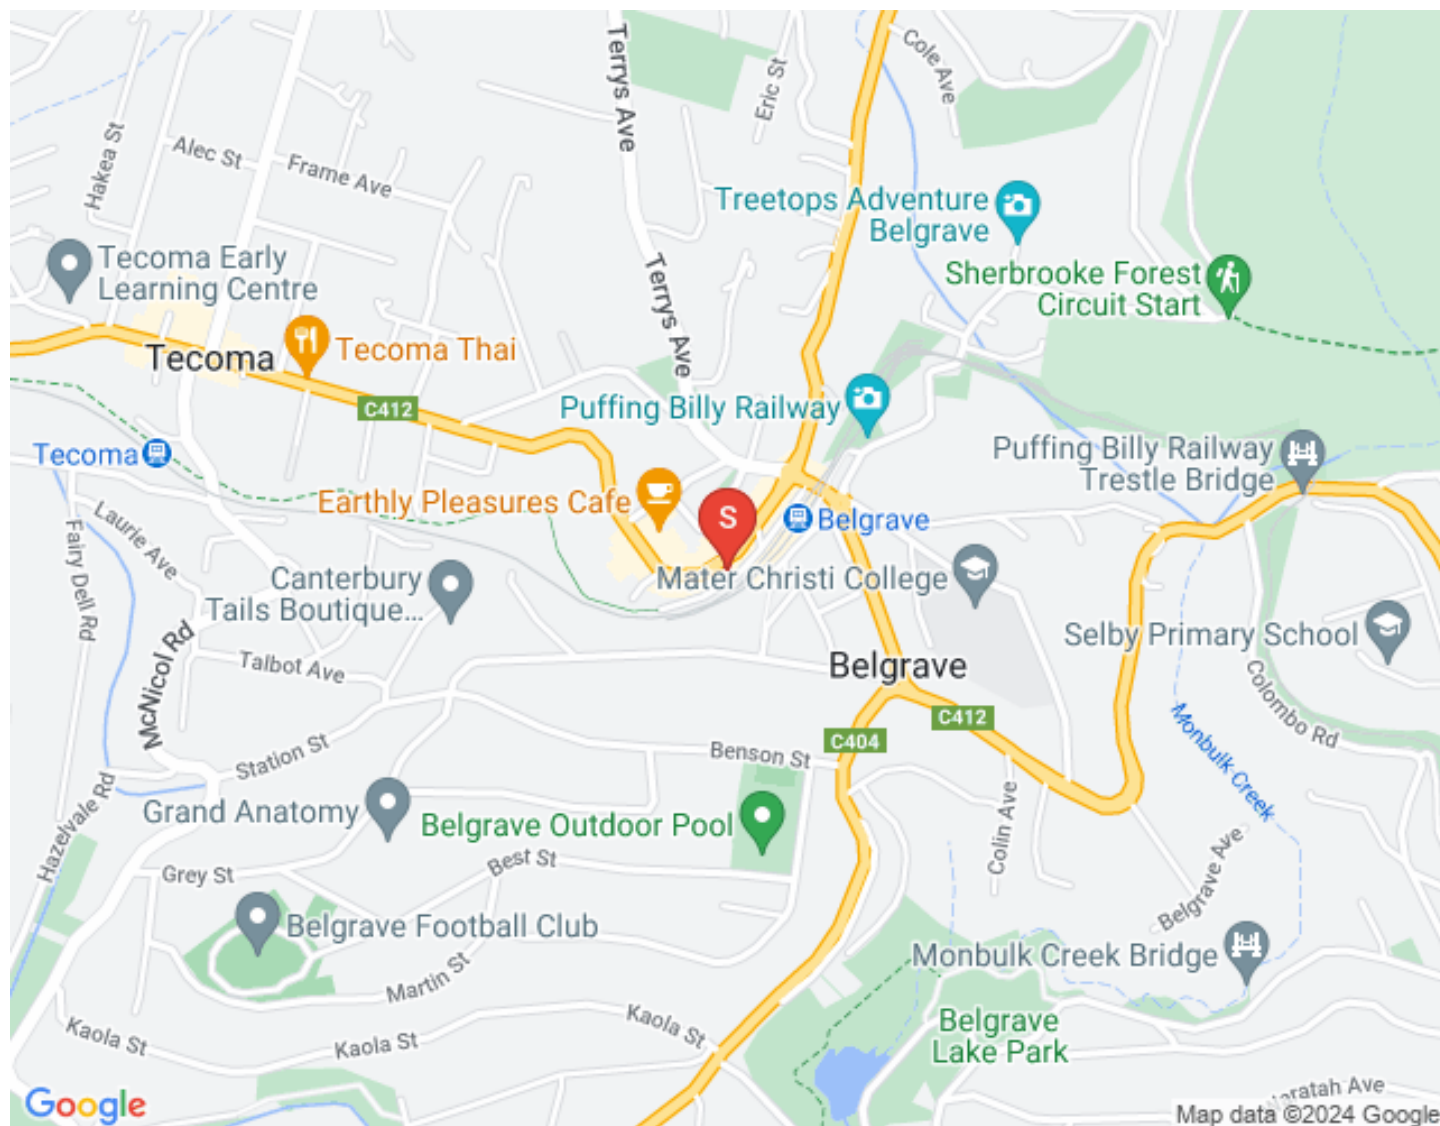 Terrys Ave
Eric St
Cole Ave
Hakea St
Alec St
Frame Ave
Treetops Adventure
Belgrave
Tecoma Early
Learning Centre
Terrys Ave
Sherbrooke Forest
Circuit Start
Tecoma
Tecoma Thai
C412
Puffing Billy Railway
Tecoma
Puffing Billy Railway
Trestle Bridge
Earthly Pleasures Cafe
S
Belgrave
Laurie Ave
Fairy Dell Rd
Canterbury
Tails Boutique...
Mater Christi College
Selby Primary School
McNicol Rd
Talbot Ave
Belgrave
Colombo Rd
C412
C404
Station St
Benson St
Monbulk Creek
Hazelvale Rd
Grand Anatomy
Belgrave Outdoor Pool
Colin Ave
Belgrave Ave
Grey St
Best St
Belgrave Football Club
Monbulk Creek Bridge
Martin St
Kaola St
Kaola St
Kaola St
Belgrave
Lake Park
Google
Map data ©2024 Google